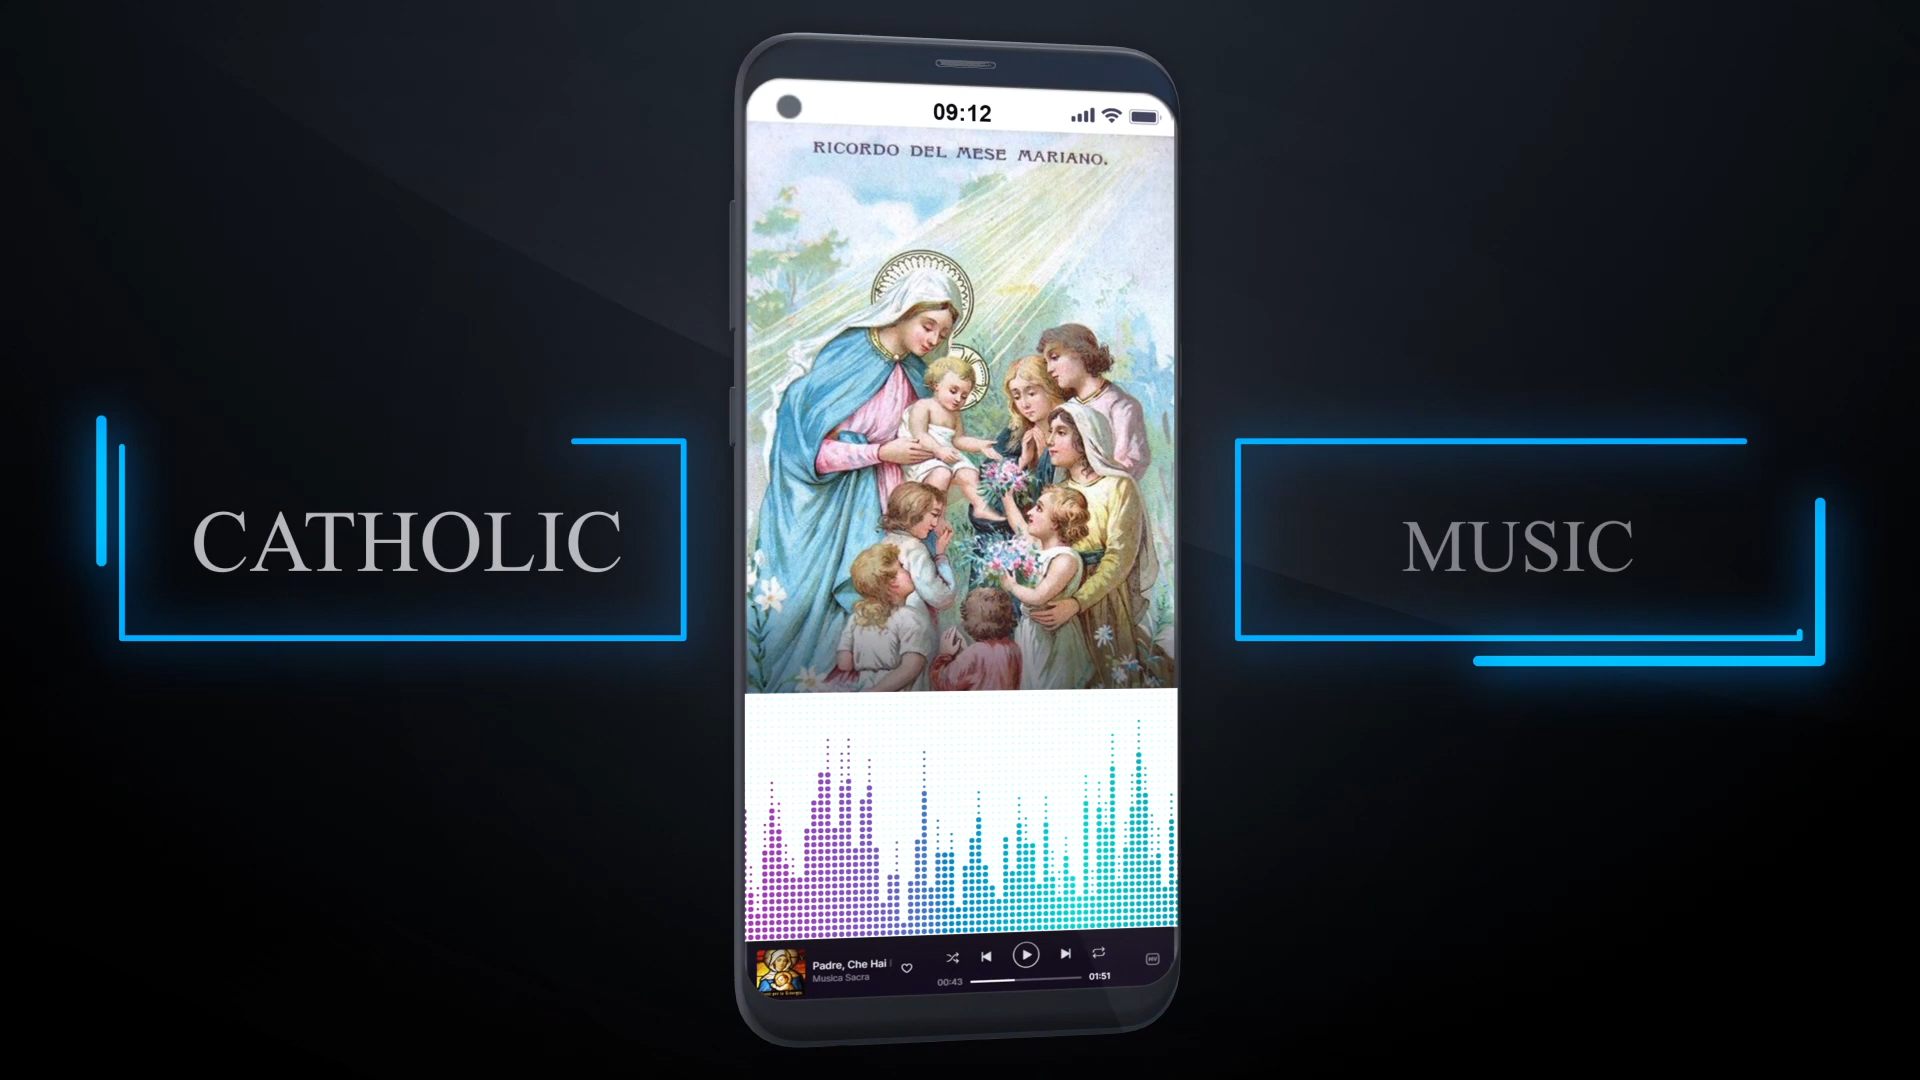 09:12
RICORDO DEL MESE MARIANO.
CATHOLIC
MUSIC
Padre, Che Hai
Musica Sacra
00:43
01:51